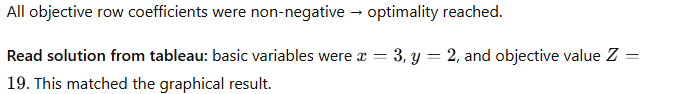 All objective row coefficients were non-negative → optimality reached.
Read solution from tableau: basic variables were x = 3, y = 2, and objective value Z =
19. This matched the graphical result.